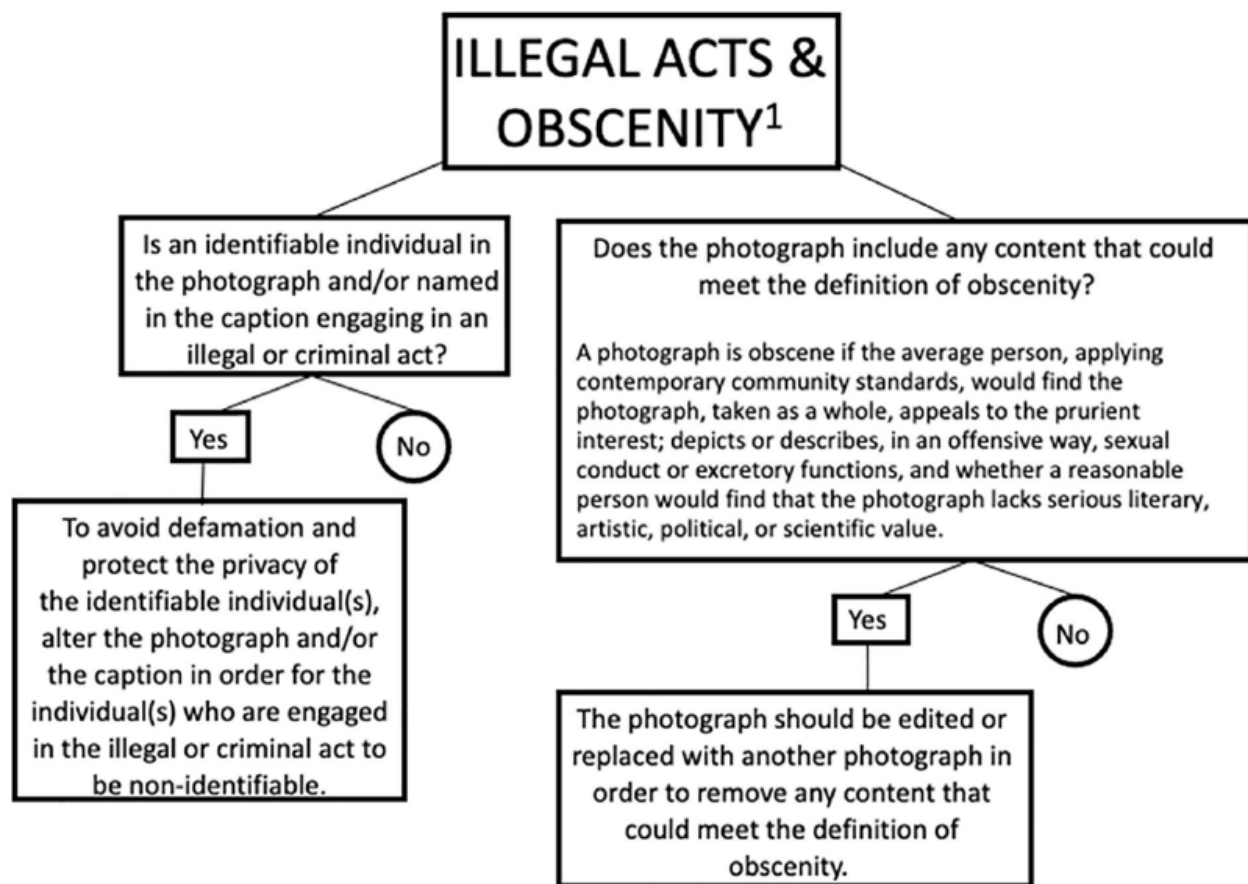 ILLEGAL ACTS &
OBSCENITY¹
Is an identifiable individual in
the photograph and/or named
in the caption engaging in an
illegal or criminal act?
Yes
No
To avoid defamation and
protect the privacy of
the identifiable individual(s),
alter the photograph and/or
the caption in order for the
individual(s) who are engaged
in the illegal or criminal act to
be non-identifiable.
Does the photograph include any content that could
meet the definition of obscenity?
A photograph is obscene if the average person, applying
contemporary community standards, would find the
photograph, taken as a whole, appeals to the prurient
interest; depicts or describes, in an offensive way, sexual
conduct or excretory functions, and whether a reasonable
person would find that the photograph lacks serious literary,
artistic, political, or scientific value.
Yes
No
The photograph should be edited or
replaced with another photograph in
order to remove any content that
could meet the definition of
obscenity.